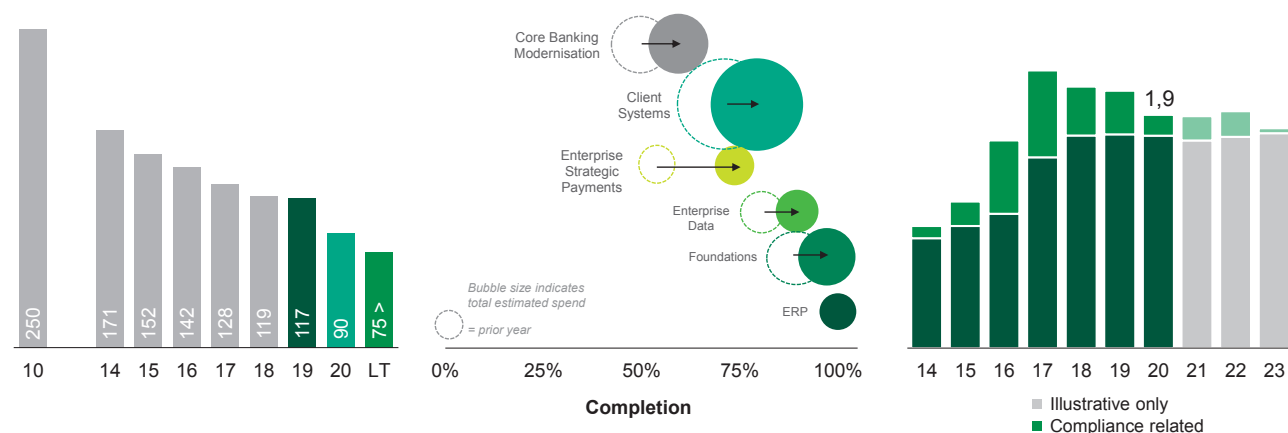 250
171
152
142
128
119
117
90
75 >
10
14
15
16
17
18
19
20
LT
Core Banking
Modernisation
Client
Systems
Enterprise
Strategic
Payments
Enterprise
Data
Foundations
ERP
Bubble size indicates
total estimated spend
= prior year
0%
25%
50%
75%
100%
Completion
1,9
14
15
16
17
18
19
20
21
22
23
Illustrative only
Compliance related